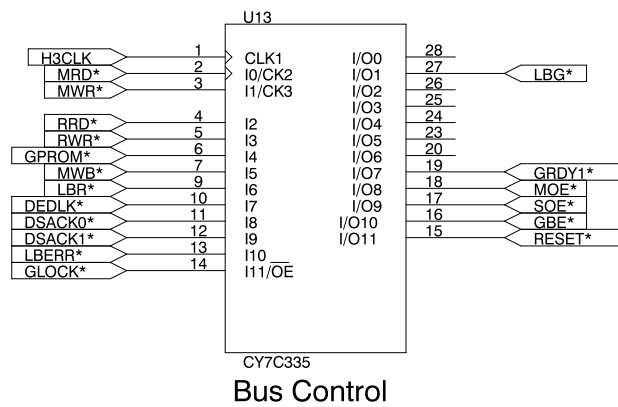 U13
H3CLK 1 CLK1 I/O0 28
MRD* 2 I0/CK2 I/O1 27 LBG*
MWR* 3 I1/CK3 I/O2 26
I/O3 25
RRD* 4 I2 I/O4 24
RWR* 5 I3 I/O5 23
GPROM* 6 I4 I/O6 20
MWB* 7 I5 I/O7 19 GRDY1*
LBR* 9 I6 I/O8 18 MOE*
DEDLK* 10 I7 I/O9 17 SOE*
DSACK0* 11 I8 I/O10 16 GBE*
DSACK1* 12 I9 I/O11 15 RESET*
LBERR* 13 I10
GLOCK* 14 I11/OE
CY7C335
Bus Control